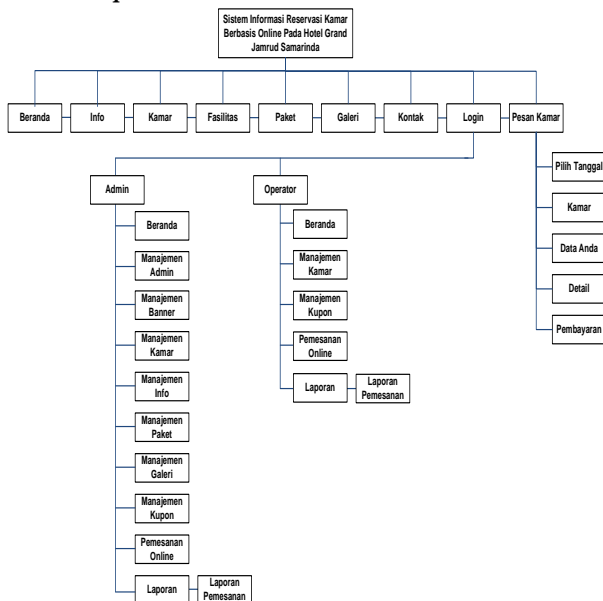 Sistem Informasi Reservasi Kamar
Berbasis Online Pada Hotel Grand
Jamrud Samarinda
Beranda
Info
Kamar
Fasilitas
Paket
Galeri
Kontak
Login
Pesan Kamar
Admin
Beranda
Manajemen
Admin
Manajemen
Banner
Manajemen
Kamar
Manajemen
Info
Manajemen
Paket
Manajemen
Galeri
Manajemen
Kupon
Pemesanan
Online
Laporan
Laporan
Pemesanan
Operator
Beranda
Manajemen
Kamar
Manajemen
Kupon
Pemesanan
Online
Laporan
Laporan
Pemesanan
Pilih Tanggal
Kamar
Data Anda
Detail
Pembayaran